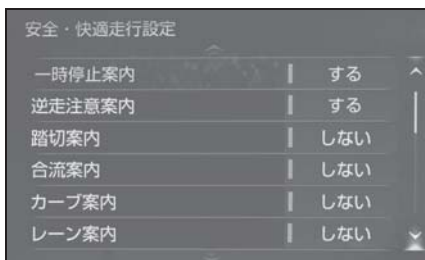 安全・快適走行設定
一時停止案内 する
逆走注意案内 する
踏切案内 しない
合流案内 しない
カーブ案内 しない
レーン案内 しない